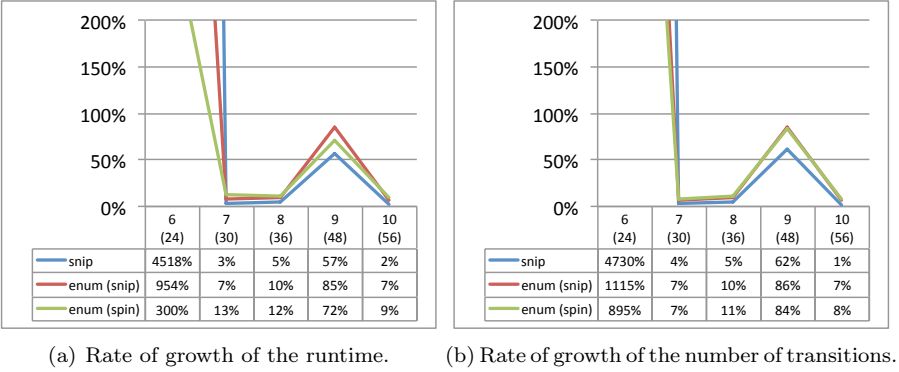 200%
150%
100%
50%
0%
6 7 8 9 10
(24) (30) (36) (48) (56)
snip 4518% 3% 5% 57% 2%
enum (snip) 954% 7% 10% 85% 7%
enum (spin) 300% 13% 12% 72% 9%
(a) Rate of growth of the runtime.
200%
150%
100%
50%
0%
6 7 8 9 10
(24) (30) (36) (48) (56)
snip 4730% 4% 5% 62% 1%
enum (snip) 1115% 7% 10% 86% 7%
enum (spin) 895% 7% 11% 84% 8%
(b) Rate of growth of the number of transitions.